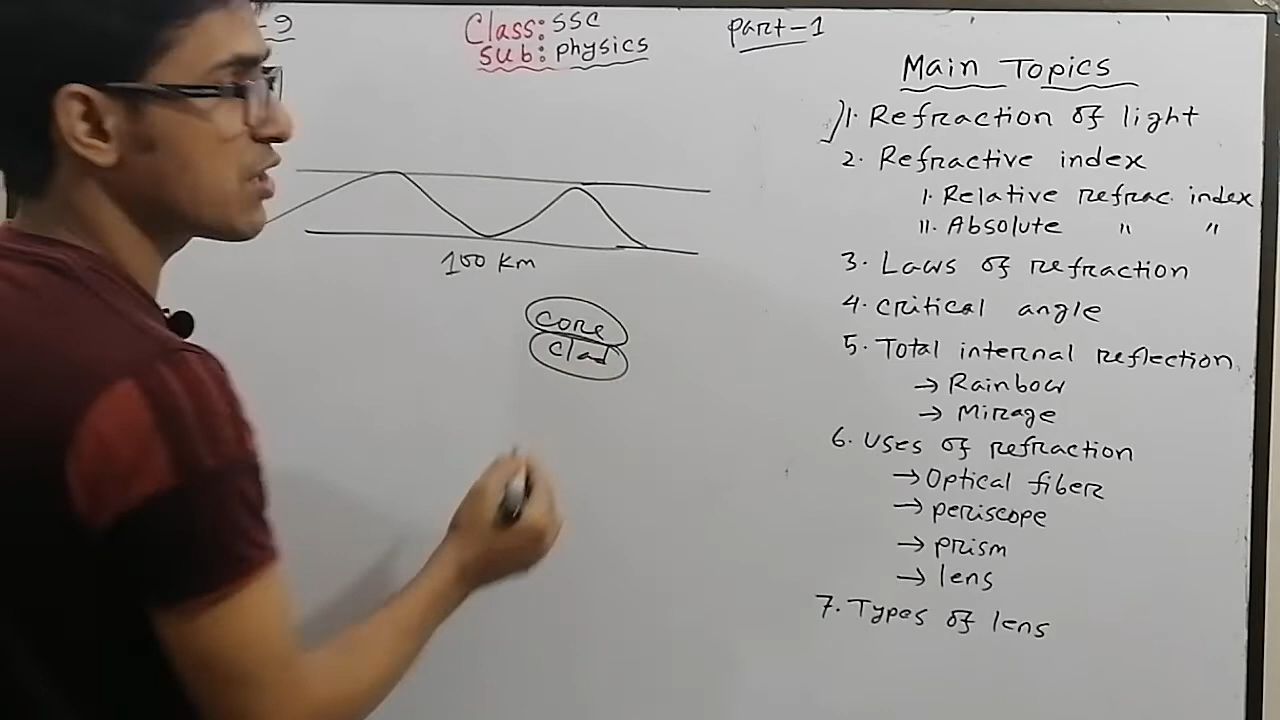 -9
Class: SSC
Sub: physics
part-1
Main Topics
1. Refraction of light
2. Refractive index
i. Relative refrac. index
ii. Absolute " "
3. Laws of refraction
4. critical angle
5. Total internal reflection
→ Rainbow
→ Mirage
6. Uses of refraction
→ Optical fiber
→ periscope
→ prism
→ lens
7. Types of lens
100 km
core
clad